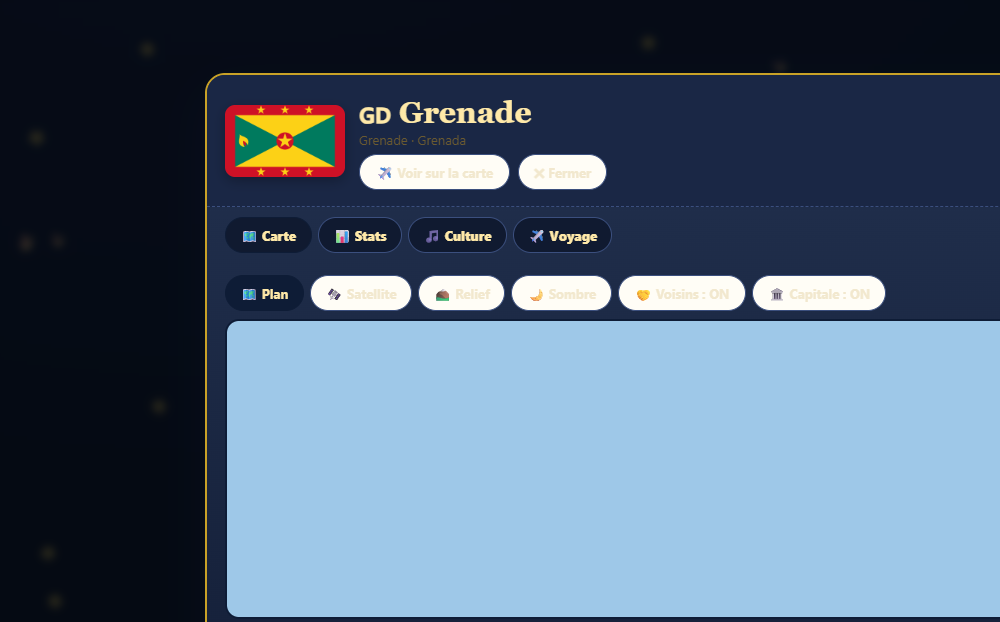 GD Grenade
Grenade · Grenada
✈️ Voir sur la carte ✕ Fermer
🗺️ Carte 📊 Stats 🎵 Culture ✈️ Voyage
🗺️ Plan 🛰️ Satellite ⛰️ Relief 🌙 Sombre 🤝 Voisins : ON 🏛️ Capitale : ON